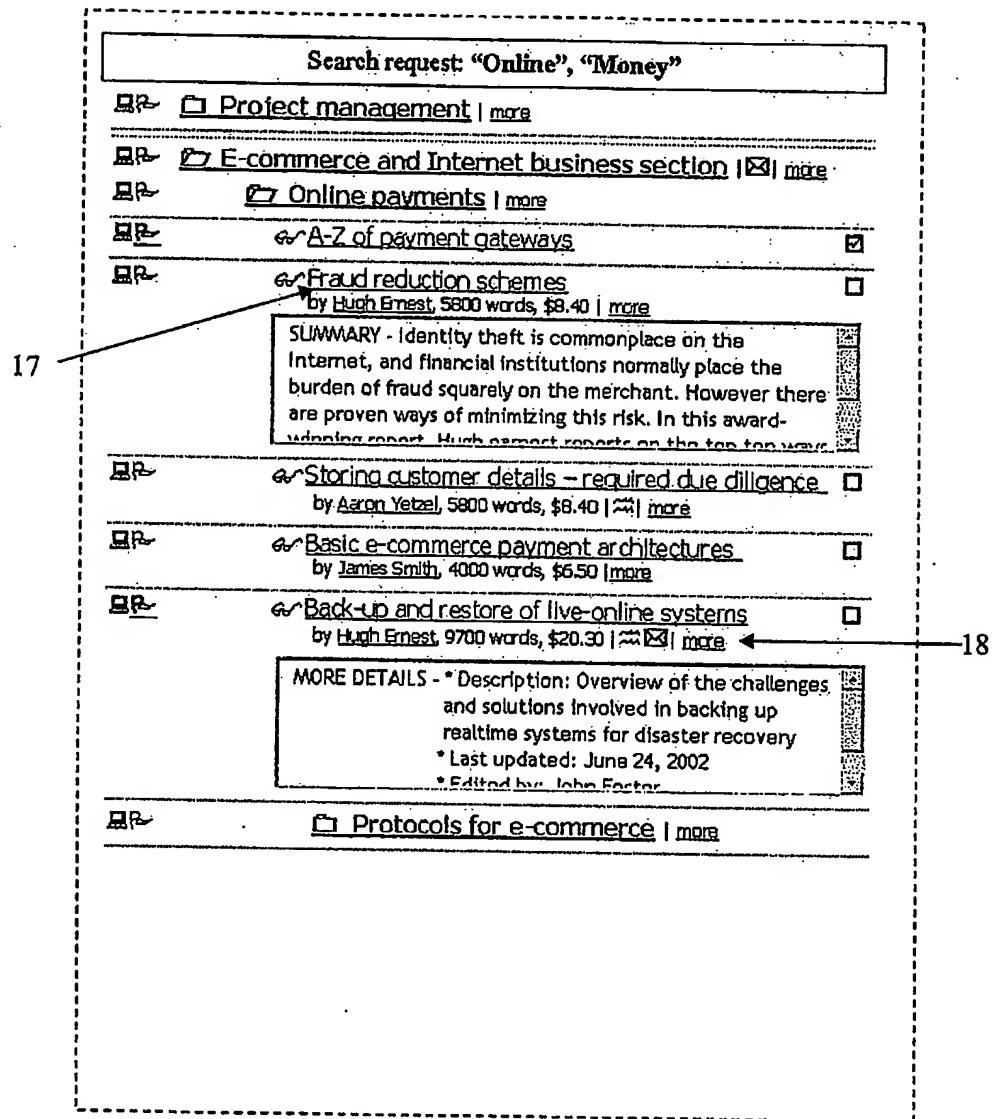 Search request: "Online", "Money"
Project management | more
E-commerce and Internet business section | | more
Online payments | more
A-Z of payment gateways
Fraud reduction schemes
by Hugh Ernest, 5800 words, $8.40 | more
17
SUMMARY - Identity theft is commonplace on the
Internet, and financial institutions normally place the
burden of fraud squarely on the merchant. However there
are proven ways of minimizing this risk. In this award-
winning report, Hugh
Storing customer details – required due diligence
by Aaron Yetzel, 5800 words, $8.40 | | more
Basic e-commerce payment architectures
by James Smith, 4000 words, $6.50 | more
Back-up and restore of live-online systems
by Hugh Ernest, 9700 words, $20.30 | | more
18
MORE DETAILS - * Description: Overview of the challenges
and solutions involved in backing up
realtime systems for disaster recovery
* Last updated: June 24, 2002
* Edited by: John Foster
Protocols for e-commerce | more